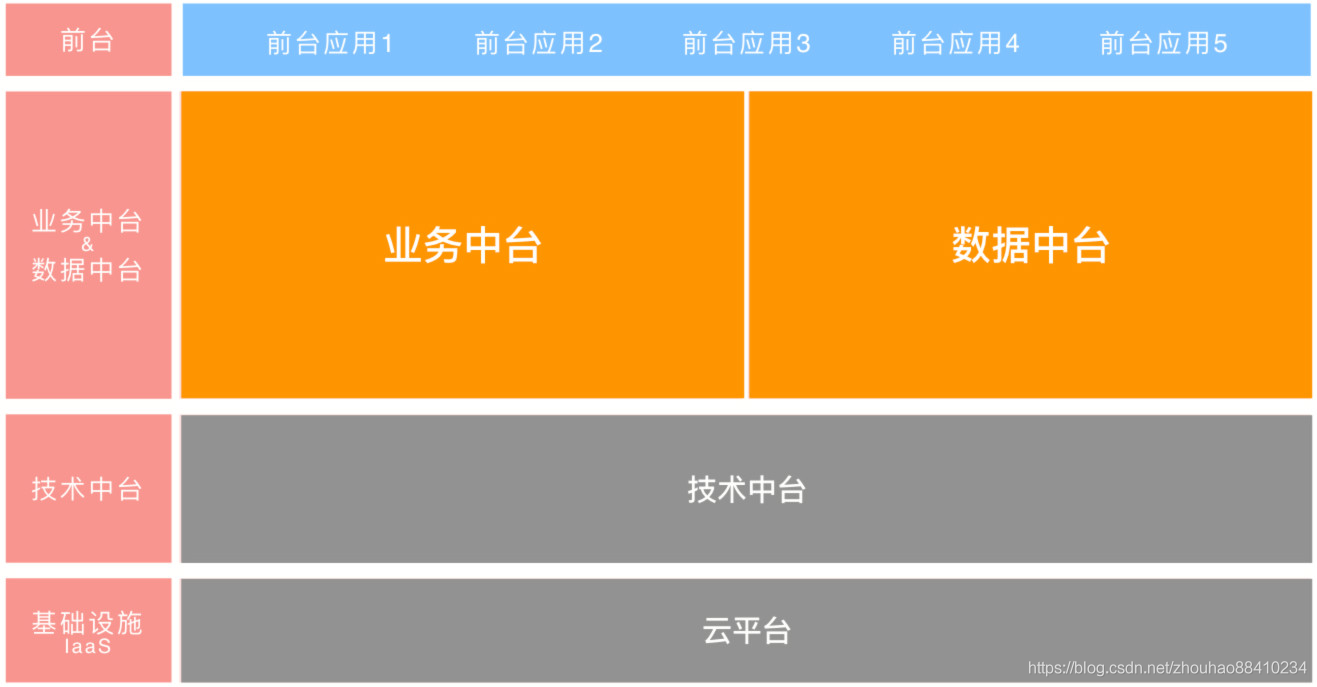 前台
前台应用1 前台应用2 前台应用3 前台应用4 前台应用5
业务中台
&
数据中台
业务中台
数据中台
技术中台
技术中台
基础设施
IaaS
云平台
https://blog.csdn.net/zhouhao88410234